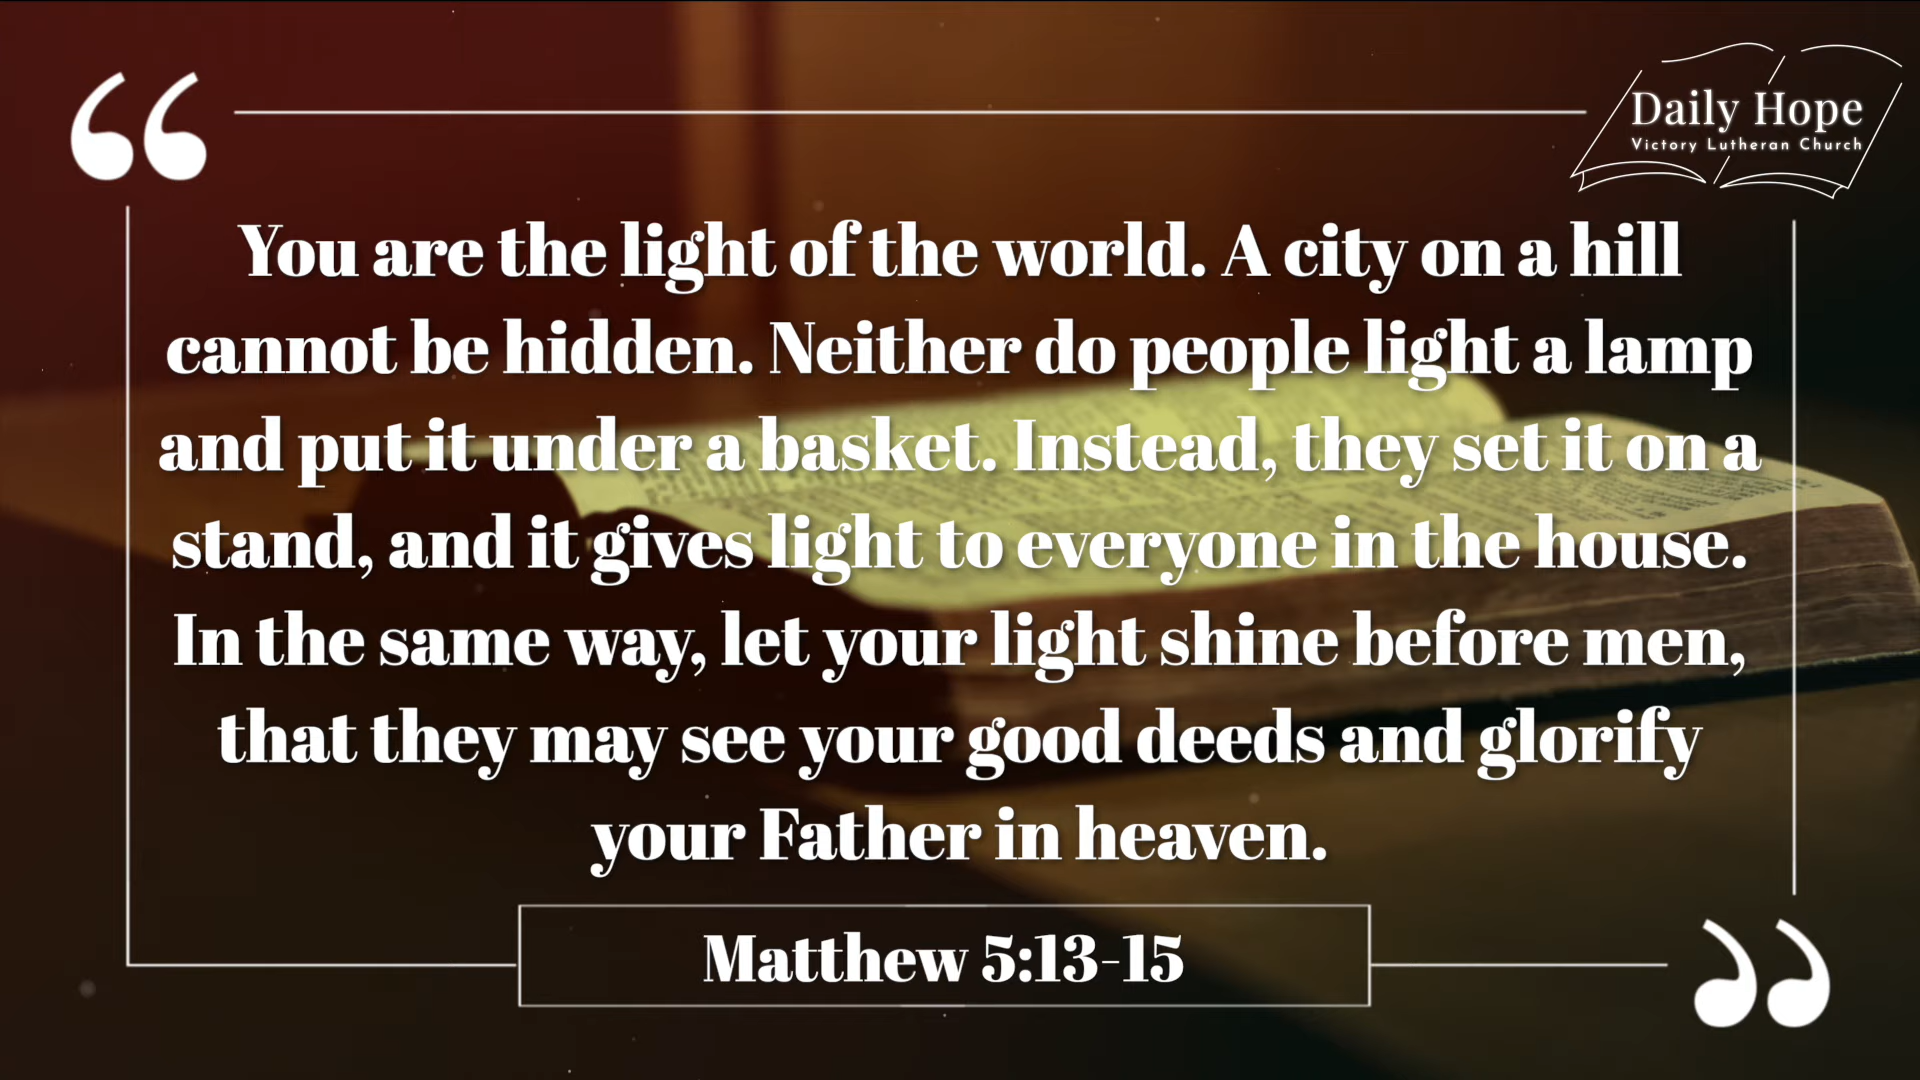 Daily Hope
Victory Lutheran Church
“
You are the light of the world. A city on a hill
cannot be hidden. Neither do people light a lamp
and put it under a basket. Instead, they set it on a
stand, and it gives light to everyone in the house.
In the same way, let your light shine before men,
that they may see your good deeds and glorify
your Father in heaven.
”
Matthew 5:13-15